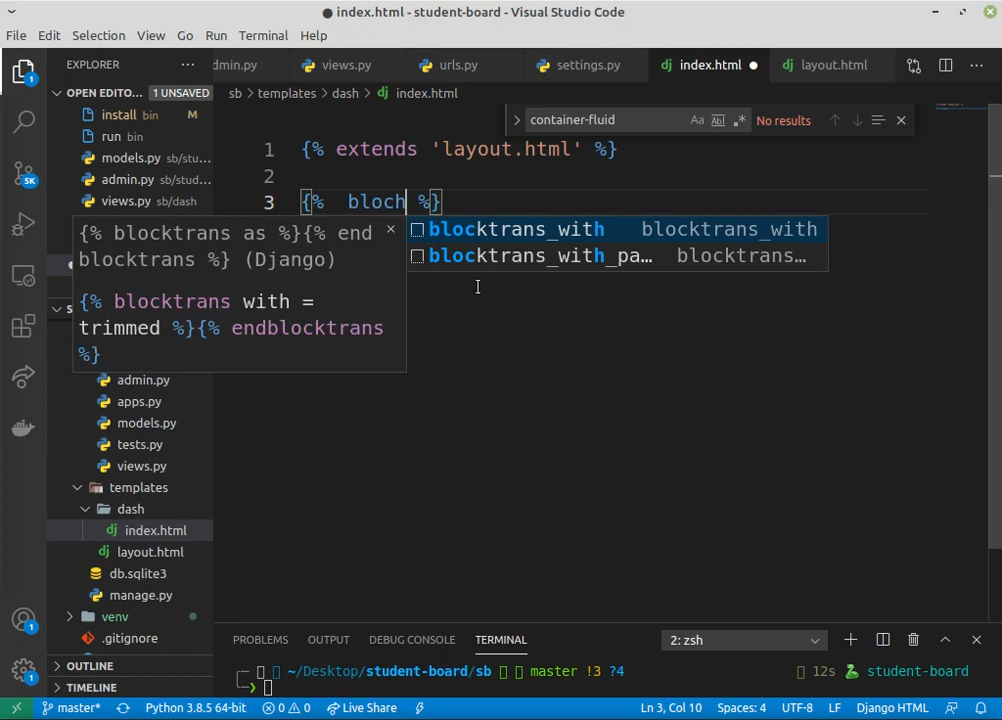 ● index.html - student-board - Visual Studio Code
File Edit Selection View Go Run Terminal Help
EXPLORER ···
dmin.py views.py urls.py settings.py index.html ● layout.html ···
OPEN EDITO... 1 UNSAVED
sb › templates › dash › index.html
install bin M
run bin
models.py sb/stu...
admin.py sb/stud...
views.py sb/dash
container-fluid Aa Abl .* No results
1 {% extends 'layout.html' %}
2
3 {%  bloch %}
{% blocktrans as %}{% end
blocktrans %} (Django)
{% blocktrans with =
trimmed %}{% endblocktrans
%}
blocktrans_with blocktrans_with
blocktrans_with_pa... blocktrans...
S
admin.py
apps.py
models.py
tests.py
views.py
templates
dash
index.html
layout.html
db.sqlite3
manage.py
venv
.gitignore
OUTLINE
TIMELINE
1
5K
1
1
PROBLEMS OUTPUT DEBUG CONSOLE TERMINAL 2: zsh
~/Desktop/student-board/sb master !3 ?4 12s student-board
master* Python 3.8.5 64-bit 0 0 Live Share Ln 3, Col 10 Spaces: 4 UTF-8 LF Django HTML